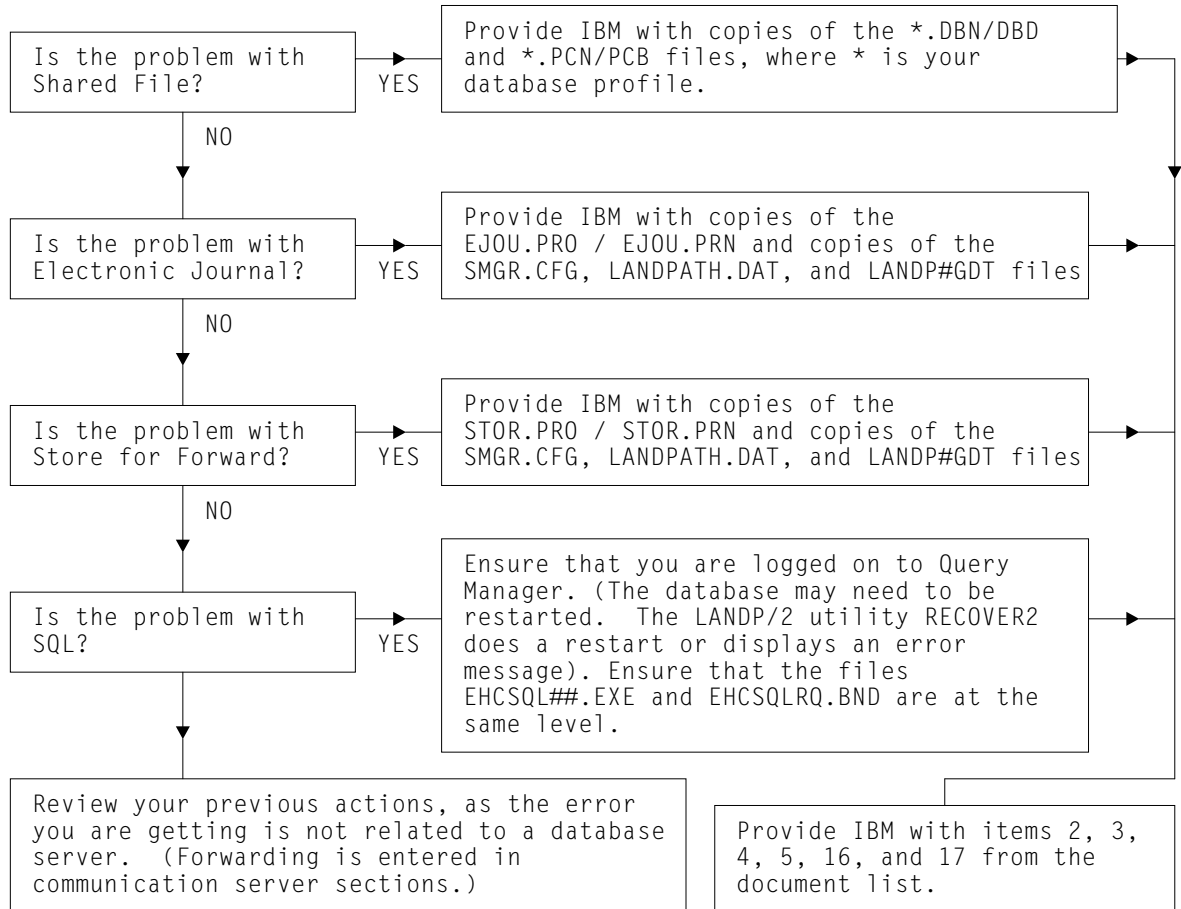 Is the problem with
Shared File?
YES
Provide IBM with copies of the *.DBN/DBD
and *.PCN/PCB files, where * is your
database profile.
NO
Is the problem with
Electronic Journal?
YES
Provide IBM with copies of the
EJOU.PRO / EJOU.PRN and copies of the
SMGR.CFG, LANDPATH.DAT, and LANDP#GDT files
NO
Is the problem with
Store for Forward?
YES
Provide IBM with copies of the
STOR.PRO / STOR.PRN and copies of the
SMGR.CFG, LANDPATH.DAT, and LANDP#GDT files
NO
Is the problem with
SQL?
YES
Ensure that you are logged on to Query
Manager. (The database may need to be
restarted. The LANDP/2 utility RECOVER2
does a restart or displays an error
message). Ensure that the files
EHCSQL##.EXE and EHCSQLRQ.BND are at the
same level.
Review your previous actions, as the error
you are getting is not related to a database
server. (Forwarding is entered in
communication server sections.)
Provide IBM with items 2, 3,
4, 5, 16, and 17 from the
document list.